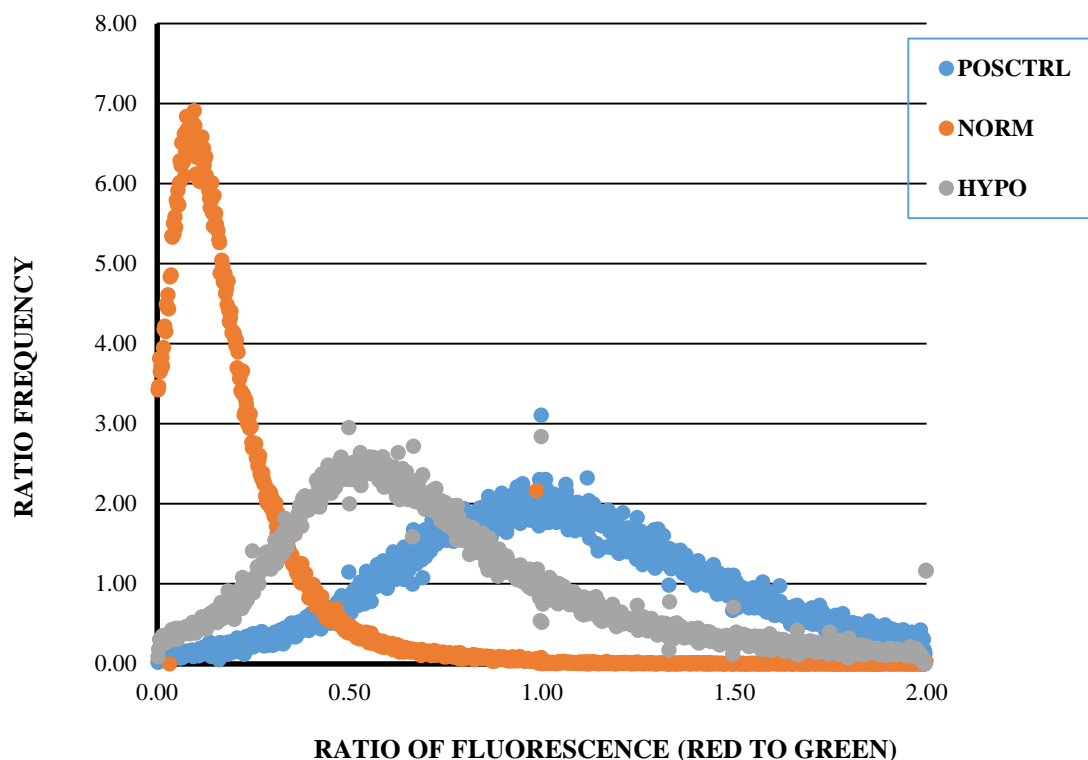 8.00
7.00
6.00
5.00
4.00
3.00
2.00
1.00
0.00
RATIO FREQUENCY
0.00 0.50 1.00 1.50 2.00
RATIO OF FLUORESCENCE (RED TO GREEN)
POSCTRL
NORM
HYPO